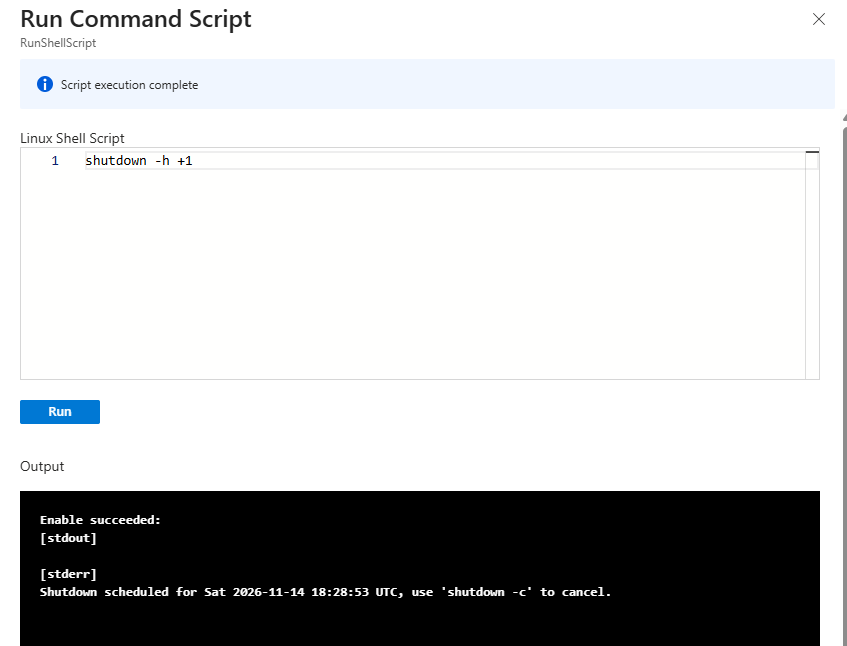 Run Command Script
RunShellScript
Script execution complete
Linux Shell Script
1 shutdown -h +1
Run
Output
Enable succeeded:
[stdout]
[stderr]
Shutdown scheduled for Sat 2026-11-14 18:28:53 UTC, use 'shutdown -c' to cancel.